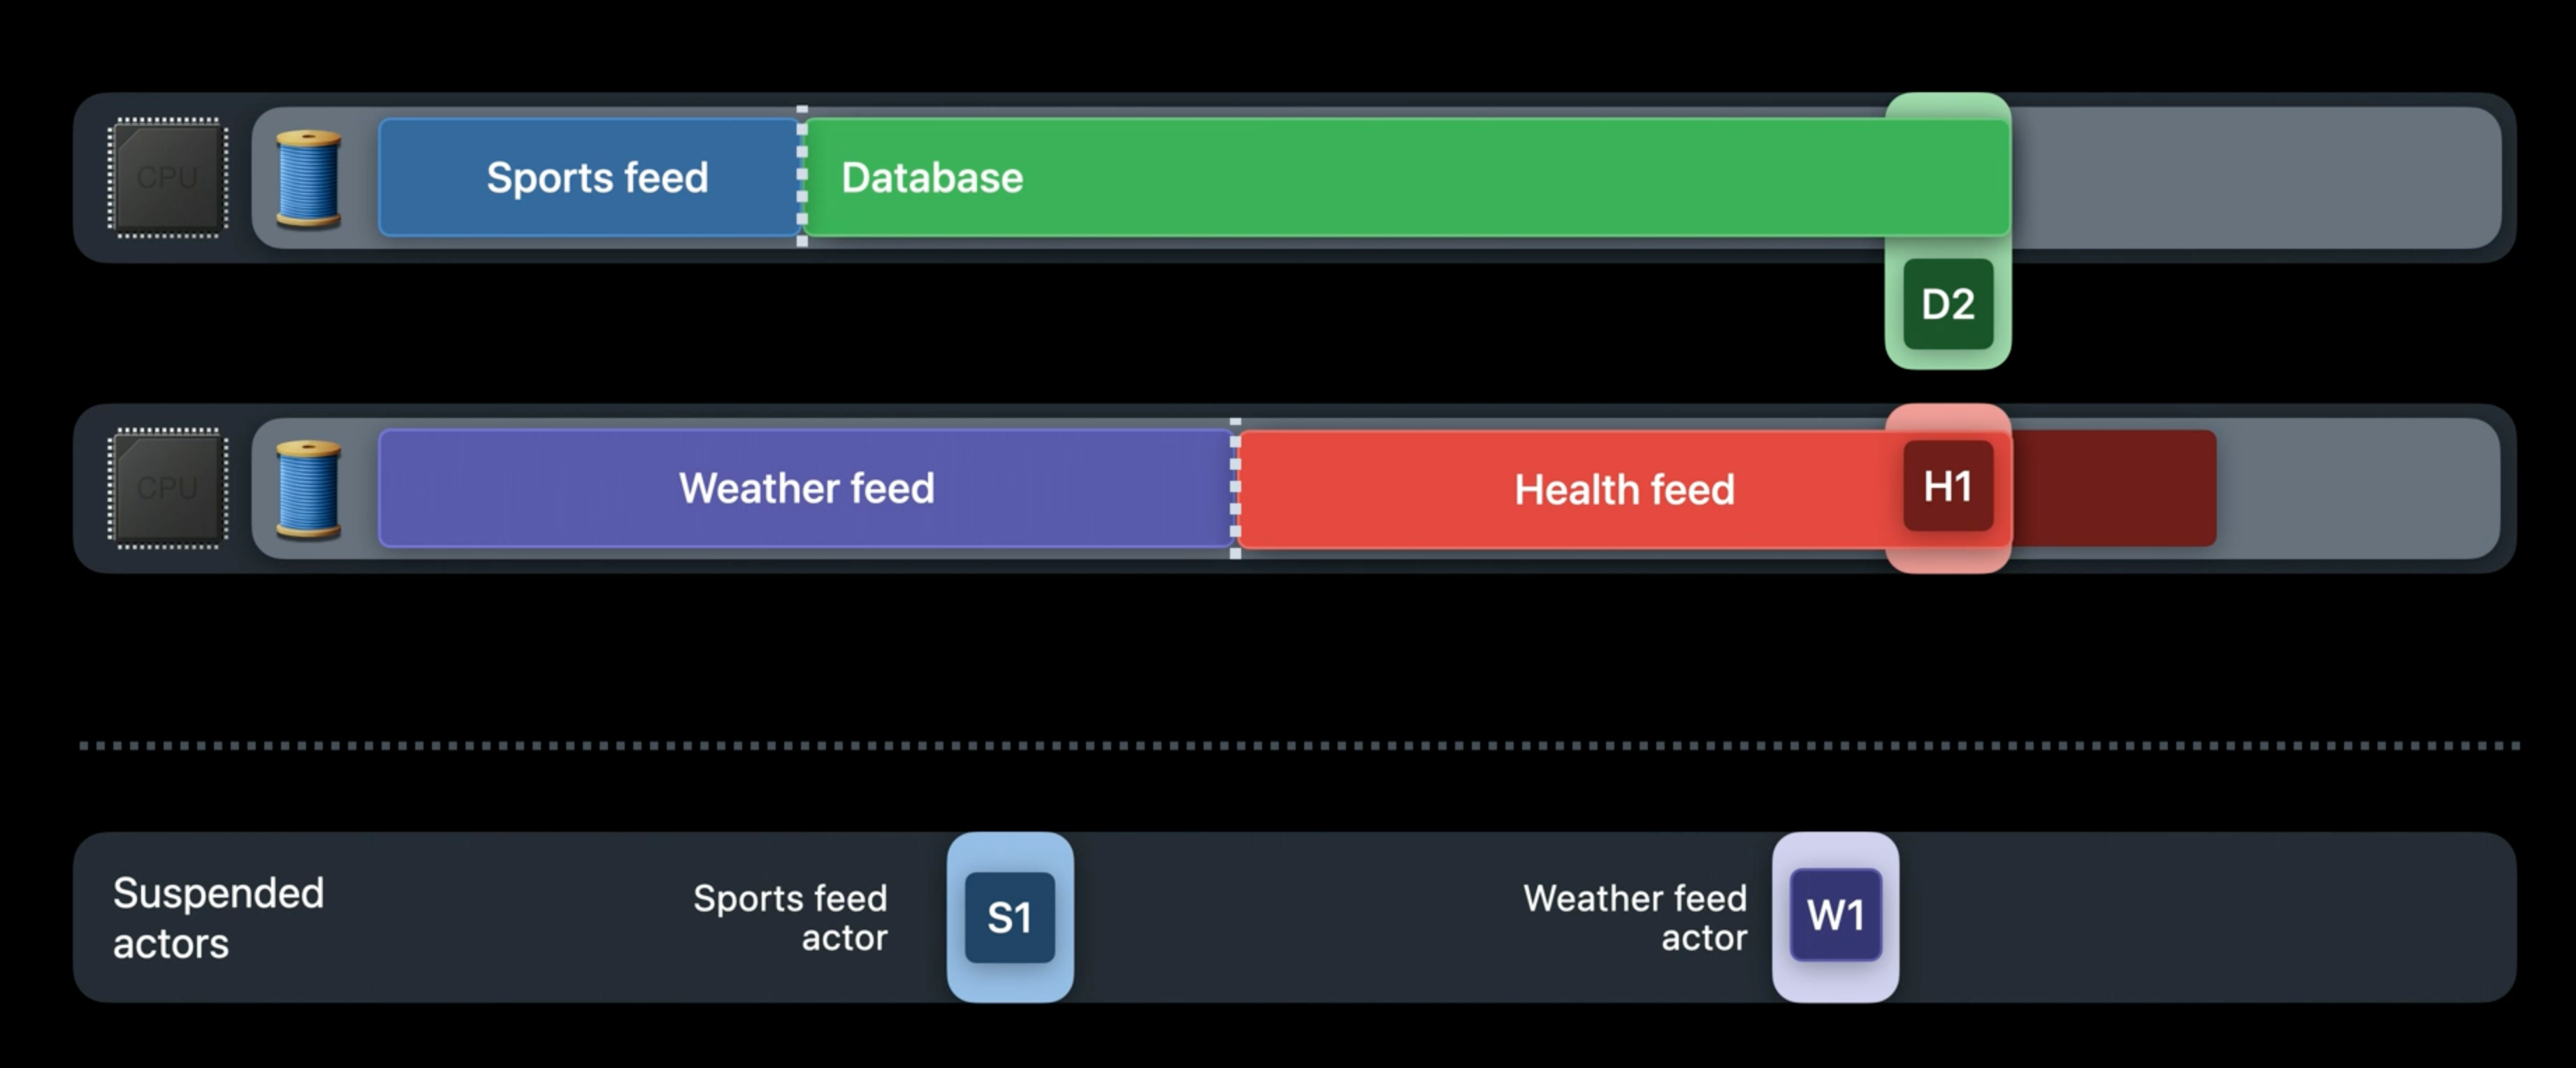 CPU
Sports feed
Database
D2
CPU
Weather feed
Health feed
H1
Suspended
actors
Sports feed
actor
S1
Weather feed
actor
W1